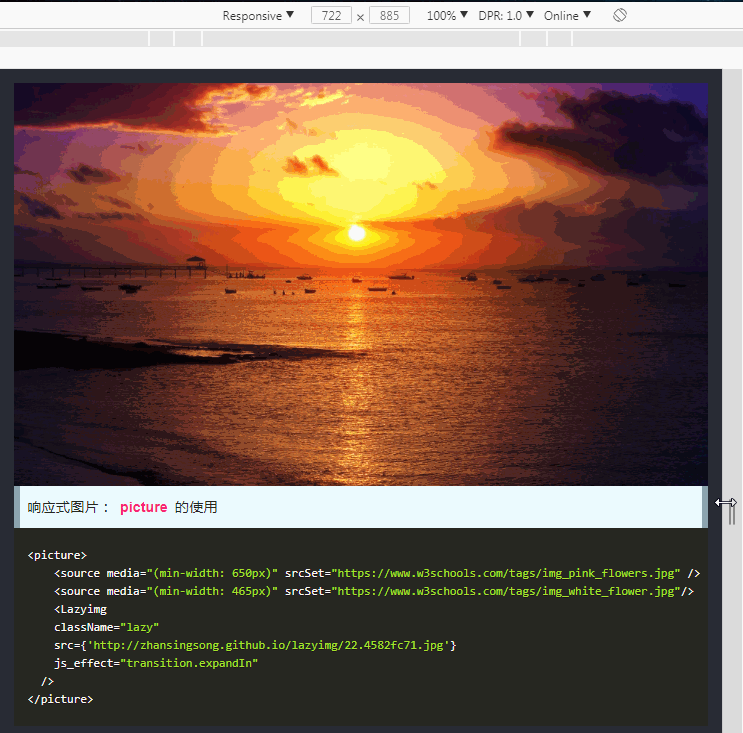 Responsive ▼ 722 × 885 100% ▼ DPR: 1.0 ▼ Online ▼
响应式图片： picture 的使用
<picture>
    <source media="(min-width: 650px)" srcSet="https://www.w3schools.com/tags/img_pink_flowers.jpg" />
    <source media="(min-width: 465px)" srcSet="https://www.w3schools.com/tags/img_white_flower.jpg"/>
    <Lazyimg
    className="lazy"
    src={'http://zhansingsong.github.io/lazyimg/22.4582fc71.jpg'}
    js_effect="transition.expandIn"
  />
</picture>